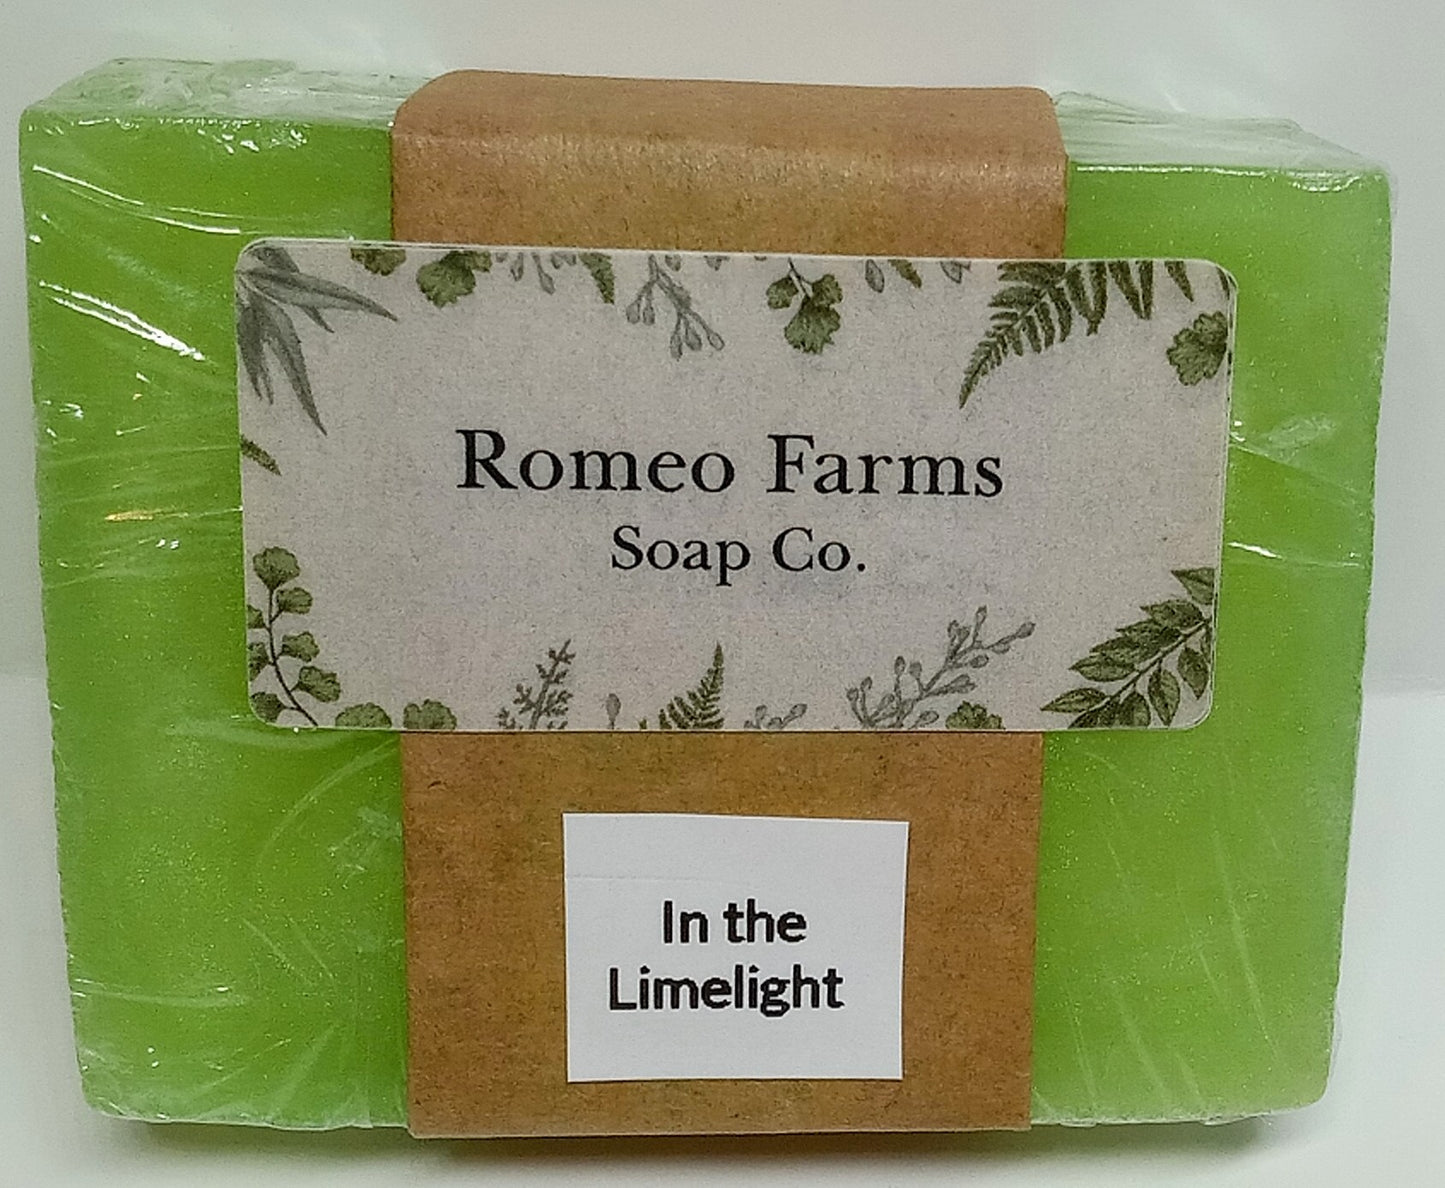 Romeo Farms
Soap Co.
In the
Limelight